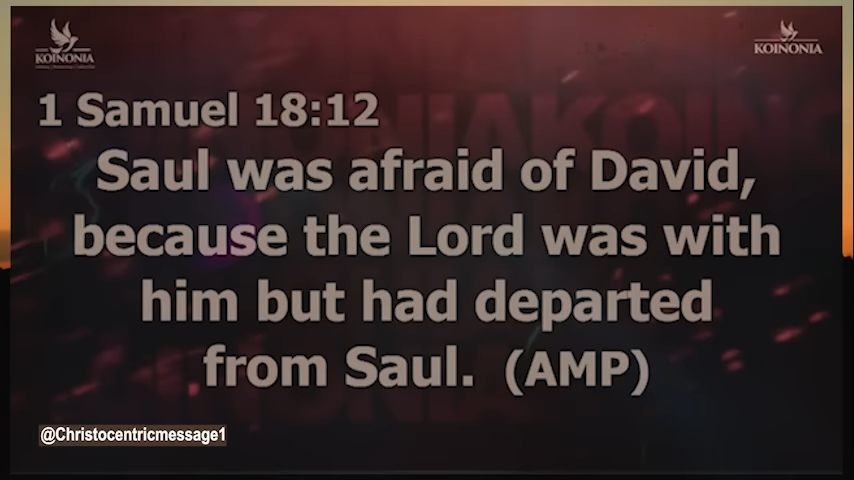 KOINONIA
KOINONIA
1 Samuel 18:12
Saul was afraid of David,
because the Lord was with
him but had departed
from Saul. (AMP)
@Christocentricmessage1